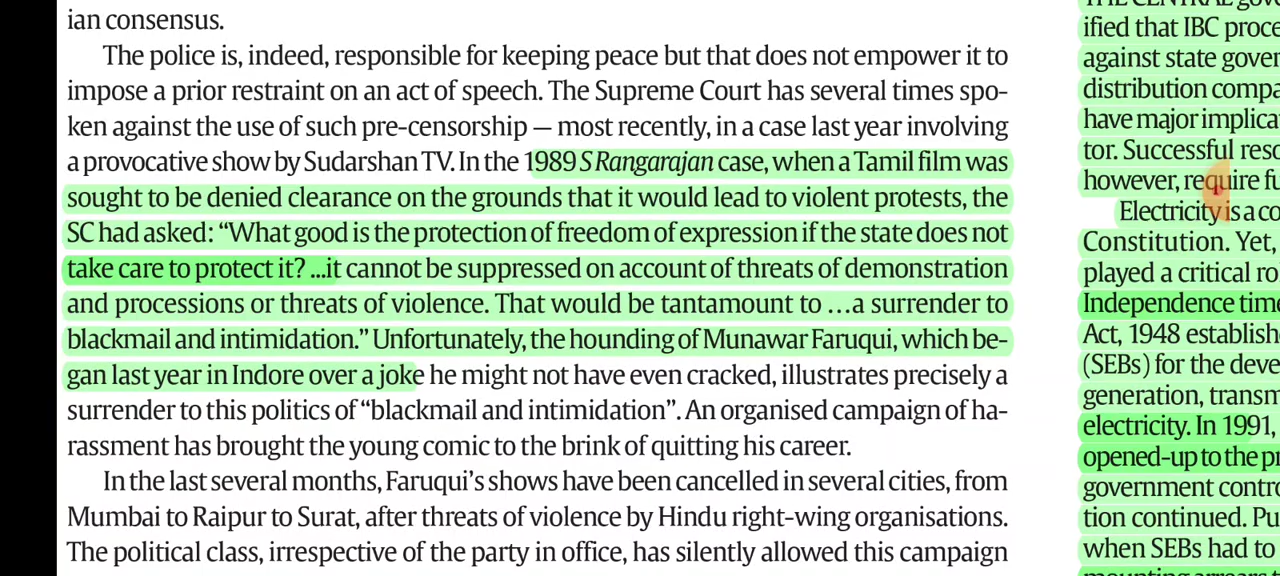 ian consensus.
The police is, indeed, responsible for keeping peace but that does not empower it to
impose a prior restraint on an act of speech. The Supreme Court has several times spo-
ken against the use of such pre-censorship — most recently, in a case last year involving
a provocative show by Sudarshan TV. In the 1989 S Rangarajan case, when a Tamil film was
sought to be denied clearance on the grounds that it would lead to violent protests, the
SC had asked: “What good is the protection of freedom of expression if the state does not
take care to protect it? ...it cannot be suppressed on account of threats of demonstration
and processions or threats of violence. That would be tantamount to ...a surrender to
blackmail and intimidation.” Unfortunately, the hounding of Munawar Faruqui, which be-
gan last year in Indore over a joke he might not have even cracked, illustrates precisely a
surrender to this politics of “blackmail and intimidation”. An organised campaign of ha-
rassment has brought the young comic to the brink of quitting his career.
In the last several months, Faruqui’s shows have been cancelled in several cities, from
Mumbai to Raipur to Surat, after threats of violence by Hindu right-wing organisations.
The political class, irrespective of the party in office, has silently allowed this campaign
THE CENTRAL gove
ified that IBC proce
against state gover
distribution compa
have major implica
tor. Successful reso
however, require fu
Electricity is a co
Constitution. Yet,
played a critical ro
Independence time
Act, 1948 establish
(SEBs) for the deve
generation, transm
electricity. In 1991,
opened-up to the pr
government contro
tion continued. Pu
when SEBs had to
mounting arrears t